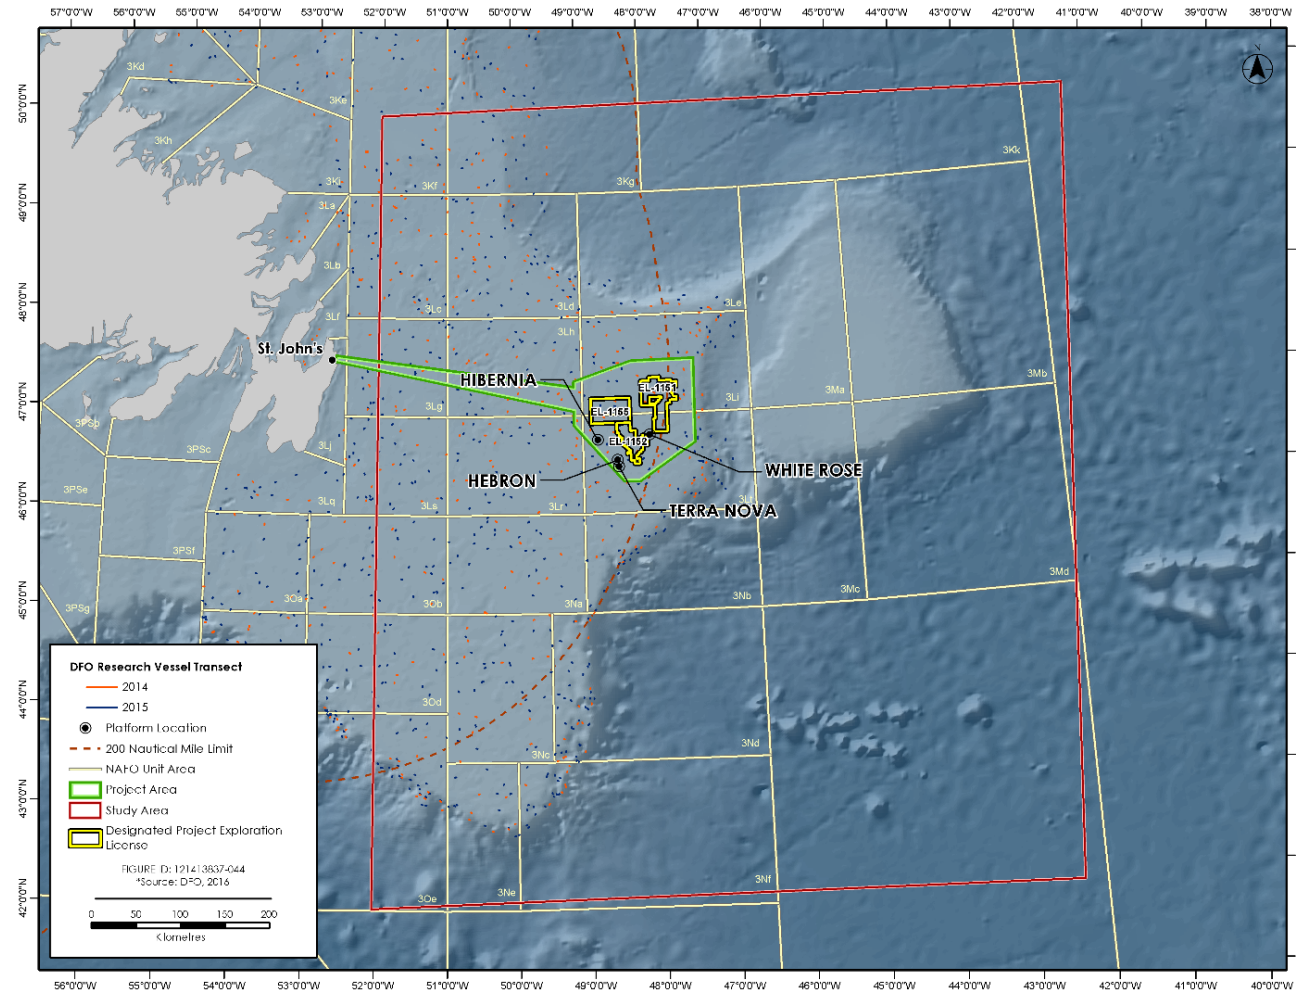 57°0'0"W 56°0'0"W 55°0'0"W 54°0'0"W 53°0'0"W 52°0'0"W 51°0'0"W 50°0'0"W 49°0'0"W 48°0'0"W 47°0'0"W 46°0'0"W 45°0'0"W 44°0'0"W 43°0'0"W 42°0'0"W 41°0'0"W 40°0'0"W 39°0'0"W 38°0'0"W
N
3Kd
3Ke
50°0'0"N
3Kh
3Kk
3Ki
3Kf
3Kg
49°0'0"N
3La
3Lb
48°0'0"N
3Lc
3Ld
3Le
3Lf
3Lh
St. John's
HIBERNIA
EL-1151
3Mb
3Ma
3Li
47°0'0"N
3Lg
EL-1155
3PSb
EL-1152
3PSc
3Lj
WHITE ROSE
HEBRON
3PSe
46°0'0"N
3Lq
3Ls
3Lr
3Lt
TERRA NOVA
3PSf
3Md
3Mc
3Oa
3Ob
3Na
3Nb
45°0'0"N
3PSg
DFO Research Vessel Transect
2014
2015
Platform Location
200 Nautical Mile Limit
NAFO Unit Area
Project Area
Study Area
Designated Project Exploration
License
FIGURE ID: 121413837-044
*Source: DFO, 2016
0 50 100 150 200
Kilometres
44°0'0"N
3Od
3Nc
3Nd
43°0'0"N
42°0'0"N
3Oe
3Ne
3Nf
56°0'0"W 55°0'0"W 54°0'0"W 53°0'0"W 52°0'0"W 51°0'0"W 50°0'0"W 49°0'0"W 48°0'0"W 47°0'0"W 46°0'0"W 45°0'0"W 44°0'0"W 43°0'0"W 42°0'0"W 41°0'0"W 40°0'0"W